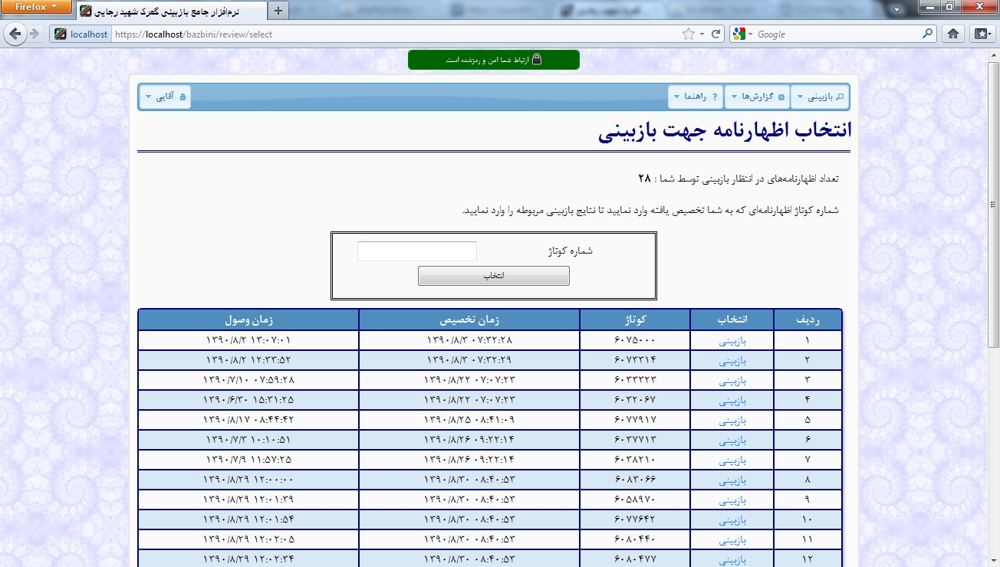 Firefox
نرم‌افزار جامع بازبینی گمرک شهید رجایی
localhost https://localhost/bazbini/review/select
Google
ارتباط شما امن و رمزشده است.
بازبینی گزارش‌ها راهنما آقایی
انتخاب اظهارنامه جهت بازبینی
تعداد اظهارنامه‌های در انتظار بازبینی توسط شما : ۲۸
شماره کوتاژ اظهارنامه‌ای که به شما تخصیص یافته وارد نمایید تا نتایج بازبینی مربوطه را وارد نمایید.
شماره کوتاژ
انتخاب
ردیف انتخاب کوتاژ زمان تخصیص زمان وصول
۱ بازبینی ۶۰۷۵۰۰۰ ۱۳۹۰/۸/۳ ۰۷:۳۲:۲۸ ۱۳۹۰/۸/۲ ۱۳:۰۷:۰۱
۲ بازبینی ۶۰۷۳۳۱۴ ۱۳۹۰/۸/۳ ۰۷:۳۲:۲۹ ۱۳۹۰/۸/۲ ۱۲:۳۳:۵۲
۳ بازبینی ۶۰۳۳۳۲۳ ۱۳۹۰/۸/۲۲ ۰۷:۰۷:۲۳ ۱۳۹۰/۷/۱۰ ۰۷:۵۹:۲۸
۴ بازبینی ۶۰۳۲۰۶۷ ۱۳۹۰/۸/۲۲ ۰۷:۰۷:۲۳ ۱۳۹۰/۶/۳۰ ۱۵:۳۱:۲۵
۵ بازبینی ۶۰۷۷۹۱۷ ۱۳۹۰/۸/۲۵ ۰۸:۴۱:۰۹ ۱۳۹۰/۸/۱۷ ۰۸:۴۴:۴۲
۶ بازبینی ۶۰۳۷۷۱۳ ۱۳۹۰/۸/۲۶ ۰۹:۲۲:۱۴ ۱۳۹۰/۷/۳ ۱۰:۱۰:۵۱
۷ بازبینی ۶۰۳۸۲۱۰ ۱۳۹۰/۸/۲۶ ۰۹:۲۲:۱۴ ۱۳۹۰/۷/۹ ۱۱:۵۷:۲۵
۸ بازبینی ۶۰۸۳۰۶۶ ۱۳۹۰/۸/۳۰ ۰۸:۴۰:۵۳ ۱۳۹۰/۸/۲۹ ۱۲:۰۰:۰۰
۹ بازبینی ۶۰۵۸۹۷۰ ۱۳۹۰/۸/۳۰ ۰۸:۴۰:۵۳ ۱۳۹۰/۸/۲۹ ۱۲:۰۱:۳۹
۱۰ بازبینی ۶۰۷۷۶۴۲ ۱۳۹۰/۸/۳۰ ۰۸:۴۰:۵۳ ۱۳۹۰/۸/۲۹ ۱۲:۰۱:۵۴
۱۱ بازبینی ۶۰۸۰۴۴۰ ۱۳۹۰/۸/۳۰ ۰۸:۴۰:۵۳ ۱۳۹۰/۸/۲۹ ۱۲:۰۲:۰۵
۱۲ بازبینی ۶۰۸۰۴۷۷ ۱۳۹۰/۸/۳۰ ۰۸:۴۰:۵۳ ۱۳۹۰/۸/۲۹ ۱۲:۰۲:۳۴